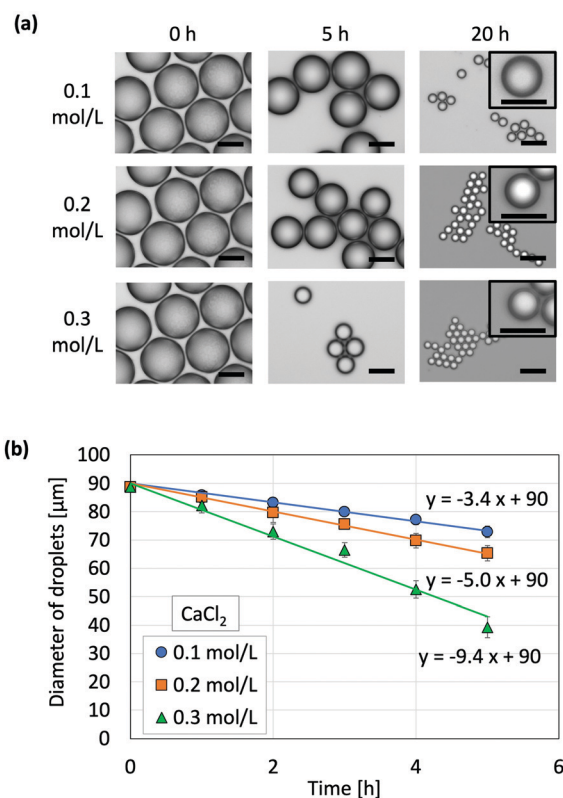 (a)
0 h
5 h
20 h
0.1
mol/L
0.2
mol/L
0.3
mol/L
(b)
Diameter of droplets [μm]
100
90
80
70
60
50
40
30
20
10
0
y = -3.4 x + 90
y = -5.0 x + 90
y = -9.4 x + 90
CaCl₂
0.1 mol/L
0.2 mol/L
0.3 mol/L
0
2
4
6
Time [h]